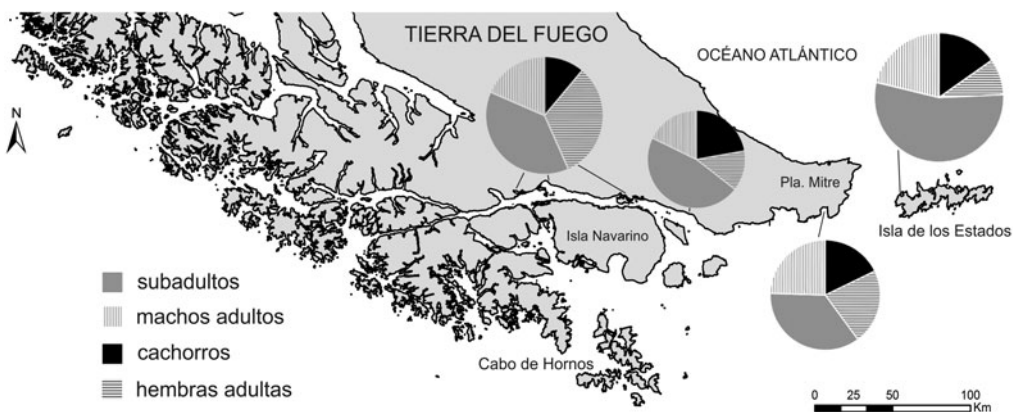 TIERRA DEL FUEGO
OCÉANO ATLÁNTICO
N
Pla. Mitre
Isla de los Estados
Isla Navarino
subadultos
machos adultos
cachorros
hembras adultas
Cabo de Hornos
0 25 50 100
Km